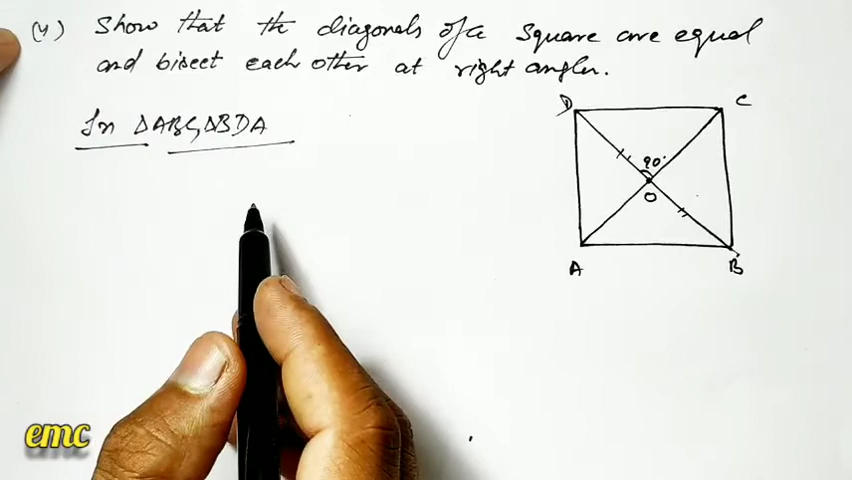 (4) Show that the diagonals of a square are equal
and bisect each other at right angles.
In ΔABC, ΔBDA
D
C
90°
O
A
B
emc